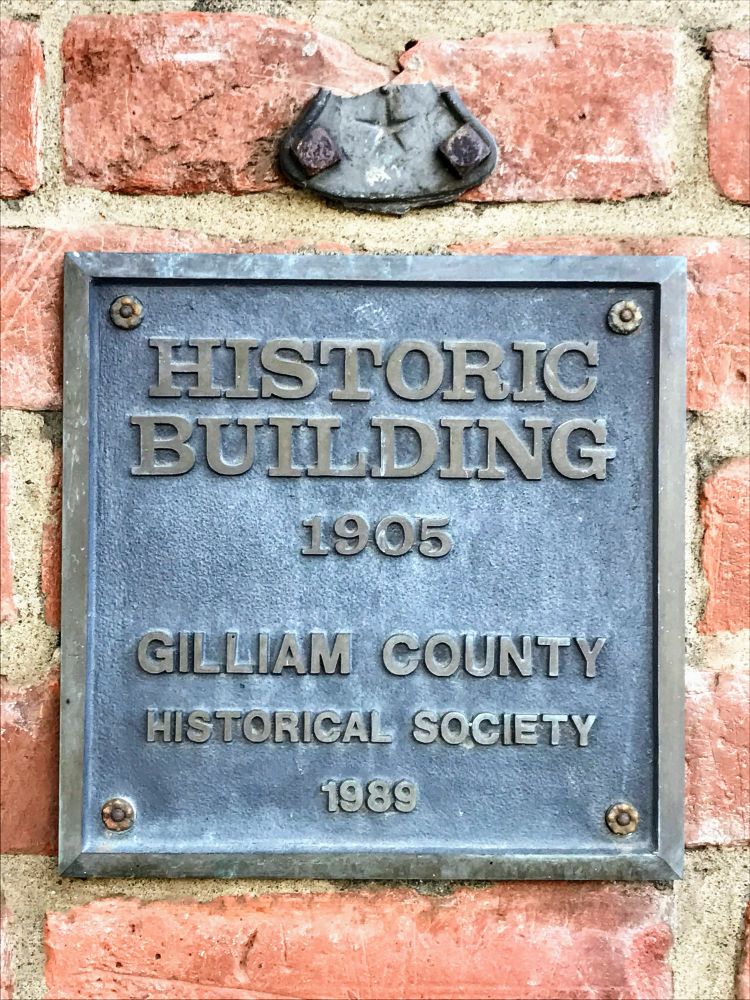 HISTORIC
BUILDING
1905
GILLIAM COUNTY
HISTORICAL SOCIETY
1989